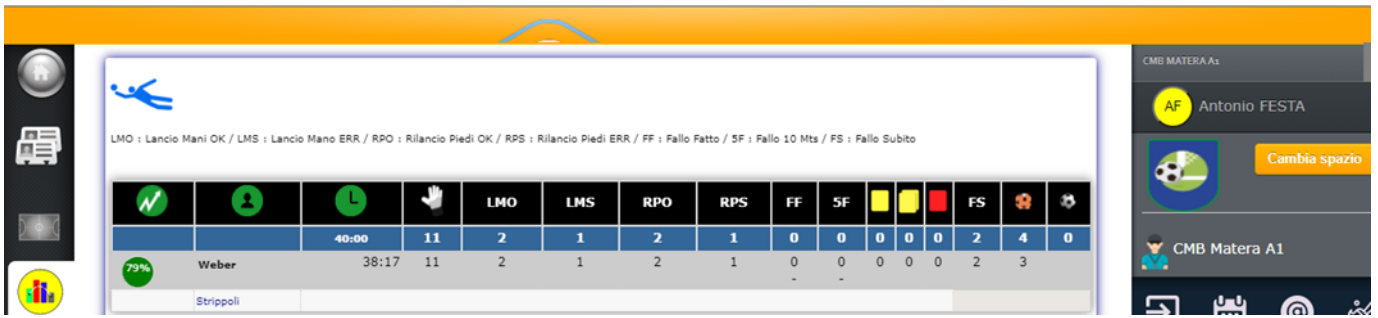 CMB MATERA A1
AF Antonio FESTA
LMO : Lancio Mani OK / LMS : Lancio Mano ERR / RPO : Rilancio Piedi OK / RPS : Rilancio Piedi ERR / FF : Fallo Fatto / 5F : Fallo 10 Mts / FS : Fallo Subito
Cambia spazio
LMO LMS RPO RPS FF 5F FS
40:00 11 2 1 2 1 0 0 0 0 0 2 4 0
CMB Matera A1
79% Weber 38:17 11 2 1 2 1 0 0 0 0 0 2 3
- -
Strippoli